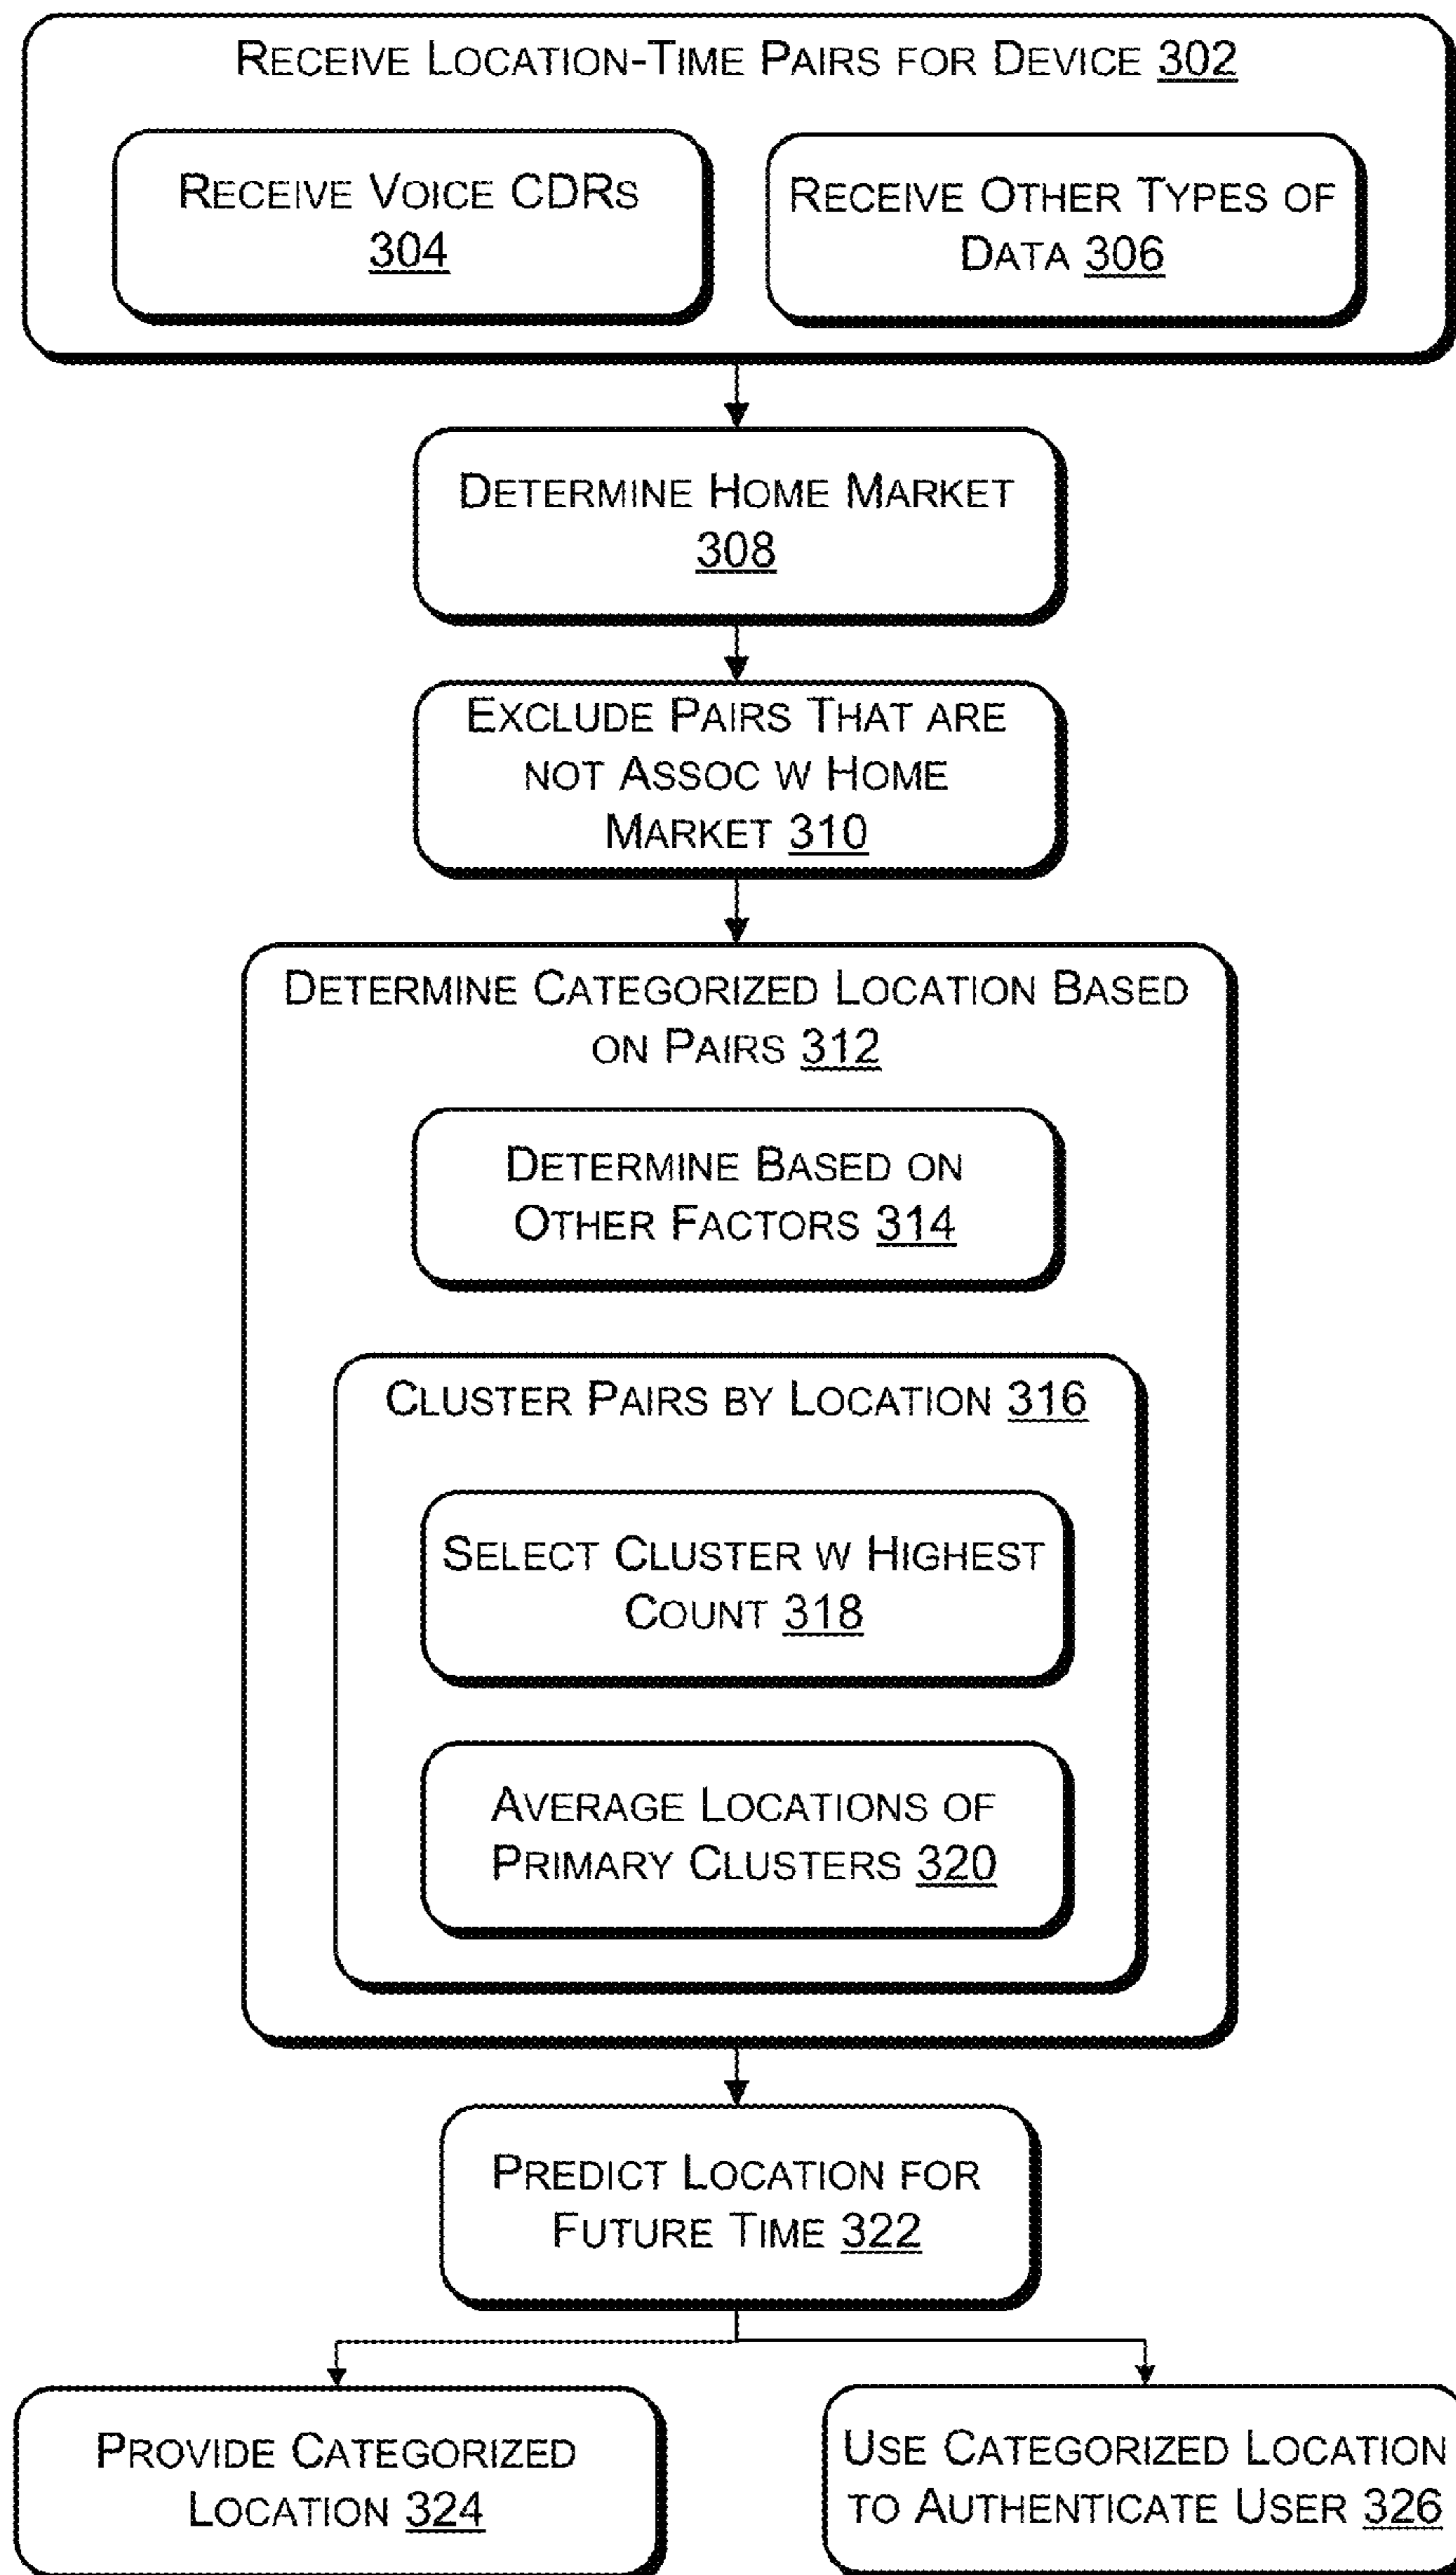 RECEIVE LOCATION-TIME PAIRS FOR DEVICE 302
RECEIVE VOICE CDRS
304
RECEIVE OTHER TYPES OF
DATA 306
DETERMINE HOME MARKET
308
EXCLUDE PAIRS THAT ARE
NOT ASSOC W HOME
MARKET 310
DETERMINE CATEGORIZED LOCATION BASED
ON PAIRS 312
DETERMINE BASED ON
OTHER FACTORS 314
CLUSTER PAIRS BY LOCATION 316
SELECT CLUSTER W HIGHEST
COUNT 318
AVERAGE LOCATIONS OF
PRIMARY CLUSTERS 320
PREDICT LOCATION FOR
FUTURE TIME 322
PROVIDE CATEGORIZED
LOCATION 324
USE CATEGORIZED LOCATION
TO AUTHENTICATE USER 326